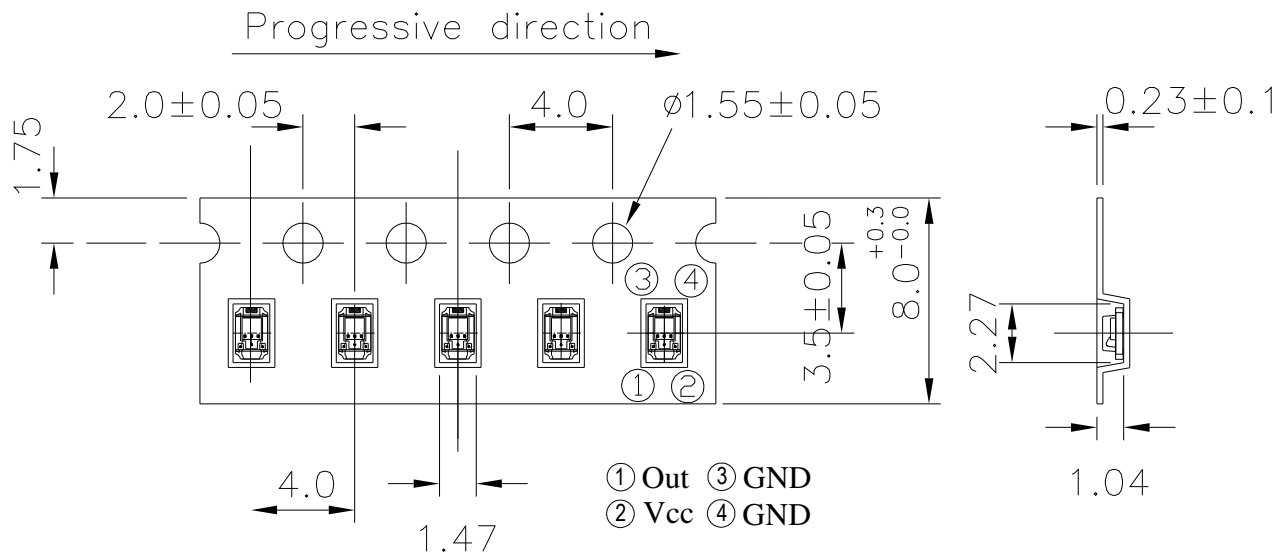 Progressive direction
2.0±0.05
4.0
ø1.55±0.05
0.23±0.1
1.75
3.5±0.05
8.0 +0.3 -0.0
③ ④
① ②
2.27
4.0
1.47
1.04
① Out ③ GND
② Vcc ④ GND